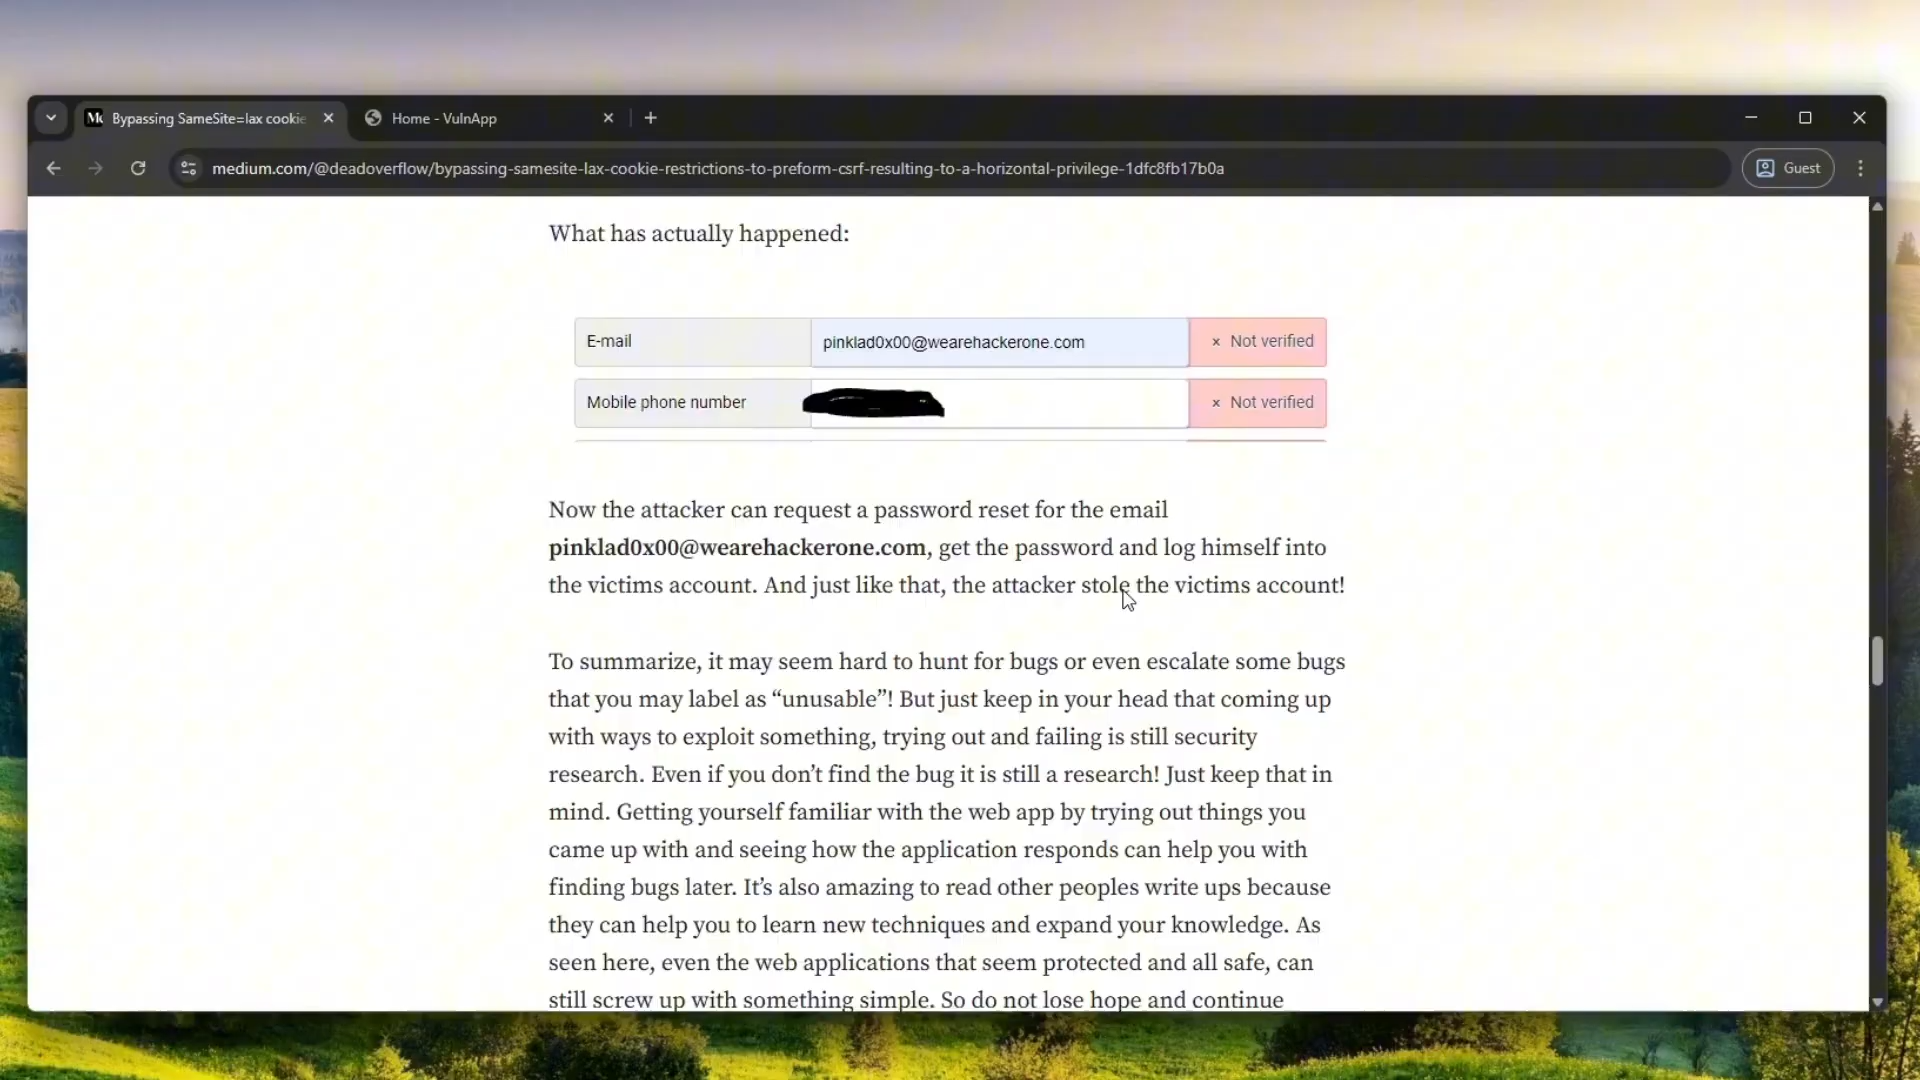 Bypassing SameSite=lax cookie
Home - VulnApp
medium.com/@deadoverflow/bypassing-samesite-lax-cookie-restrictions-to-preform-csrf-resulting-to-a-horizontal-privilege-1dfc8fb17b0a
Guest
What has actually happened:
E-mail pinklad0x00@wearehackerone.com × Not verified
Mobile phone number × Not verified
Now the attacker can request a password reset for the email
pinklad0x00@wearehackerone.com, get the password and log himself into
the victims account. And just like that, the attacker stole the victims account!
To summarize, it may seem hard to hunt for bugs or even escalate some bugs
that you may label as “unusable”! But just keep in your head that coming up
with ways to exploit something, trying out and failing is still security
research. Even if you don’t find the bug it is still a research! Just keep that in
mind. Getting yourself familiar with the web app by trying out things you
came up with and seeing how the application responds can help you with
finding bugs later. It’s also amazing to read other peoples write ups because
they can help you to learn new techniques and expand your knowledge. As
seen here, even the web applications that seem protected and all safe, can
still screw up with something simple. So do not lose hope and continue